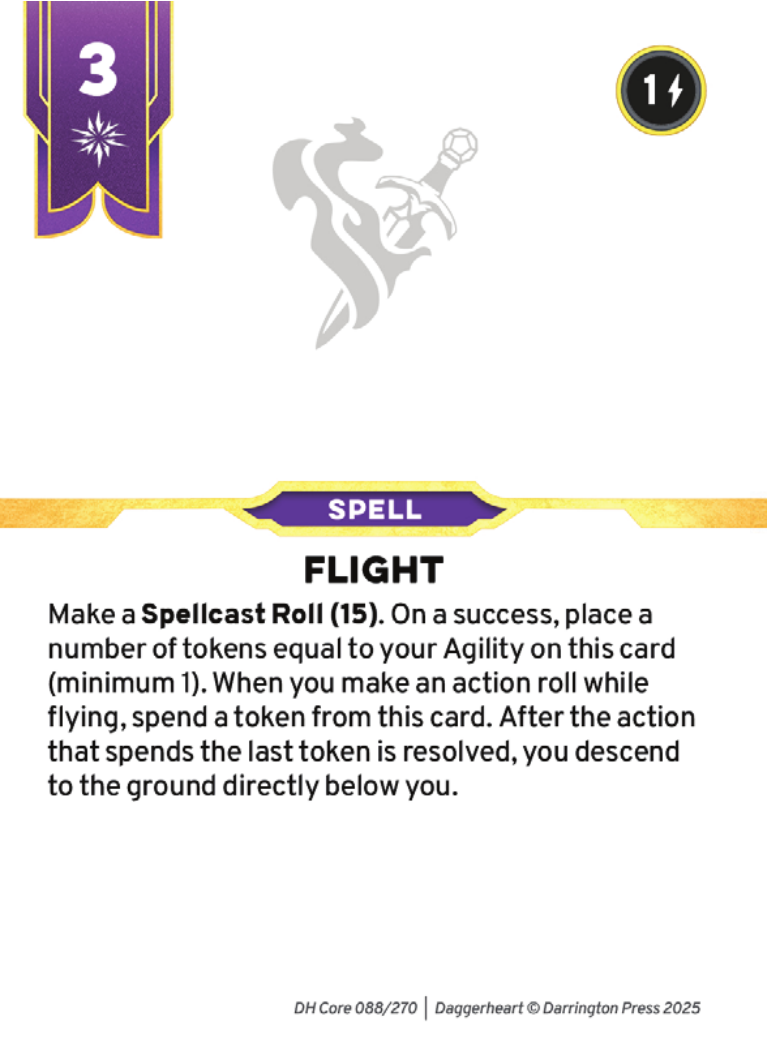 3
1
SPELL
FLIGHT
Make a Spellcast Roll (15). On a success, place a
number of tokens equal to your Agility on this card
(minimum 1). When you make an action roll while
flying, spend a token from this card. After the action
that spends the last token is resolved, you descend
to the ground directly below you.
DH Core 088/270 | Daggerheart © Darrington Press 2025